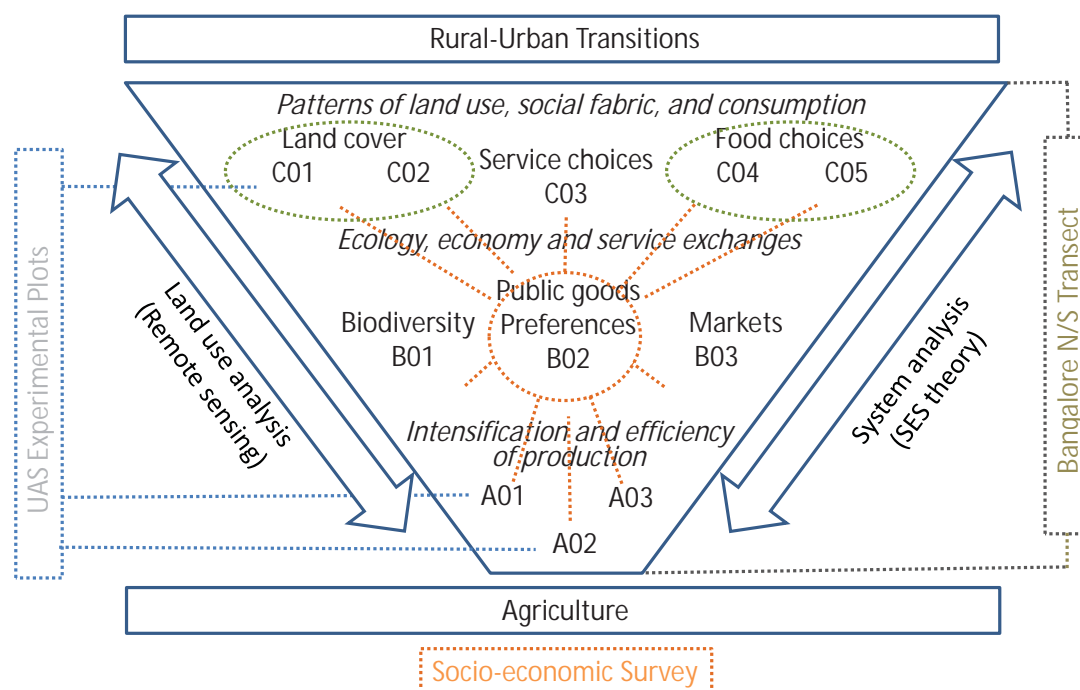 Rural-Urban Transitions
Patterns of land use, social fabric, and consumption
Land cover
C01 C02
Service choices
C03
Food choices
C04 C05
Ecology, economy and service exchanges
Public goods
Preferences
B02
Biodiversity
B01
Markets
B03
Intensification and efficiency
of production
A01
A03
A02
Land use analysis
(Remote sensing)
System analysis
(SES theory)
UAS Experimental Plots
Bangalore N/S Transect
Agriculture
Socio-economic Survey